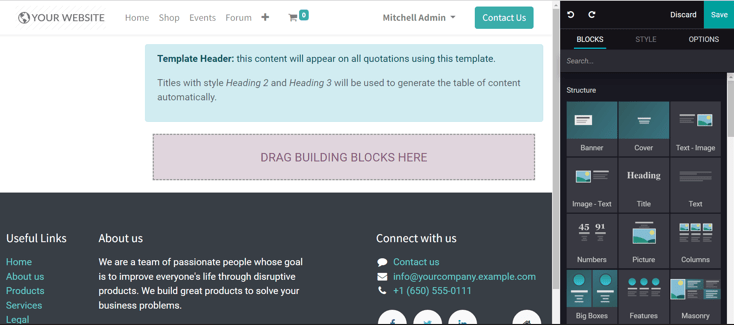 YOUR WEBSITE
Home Shop Events Forum + 0 Mitchell Admin Contact Us
Discard Save
BLOCKS STYLE OPTIONS
Search...
Template Header: this content will appear on all quotations using this template.
Titles with style Heading 2 and Heading 3 will be used to generate the table of content
automatically.
DRAG BUILDING BLOCKS HERE
Structure
Banner Cover Text - Image
Heading
Image - Text Title Text
45 91
Numbers Picture Columns
Big Boxes Features Masonry
Useful Links
Home
About us
Products
Services
Legal
About us
We are a team of passionate people whose goal
is to improve everyone's life through disruptive
products. We build great products to solve your
business problems.
Connect with us
Contact us
info@yourcompany.example.com
+1 (650) 555-0111